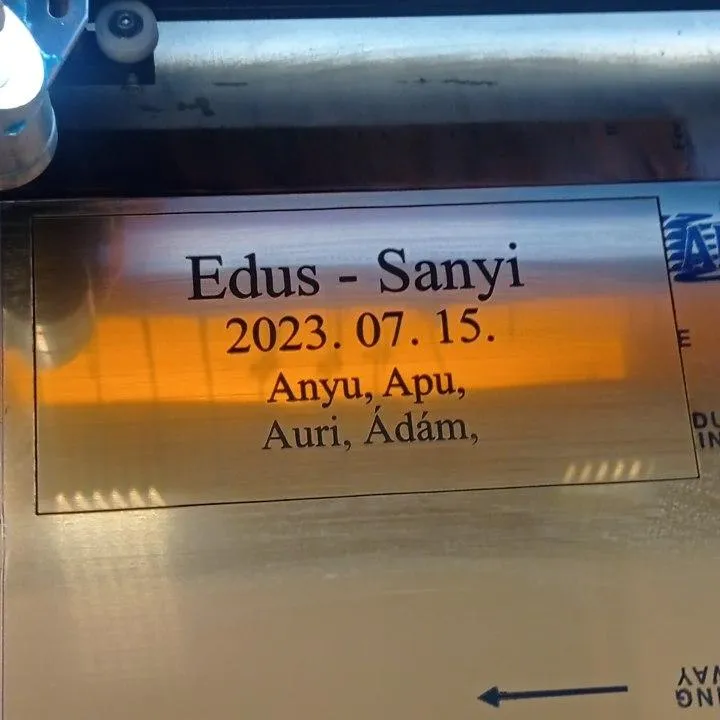 Edus - Sanyi
2023. 07. 15.
Anyu, Apu,
Auri, Ádám,